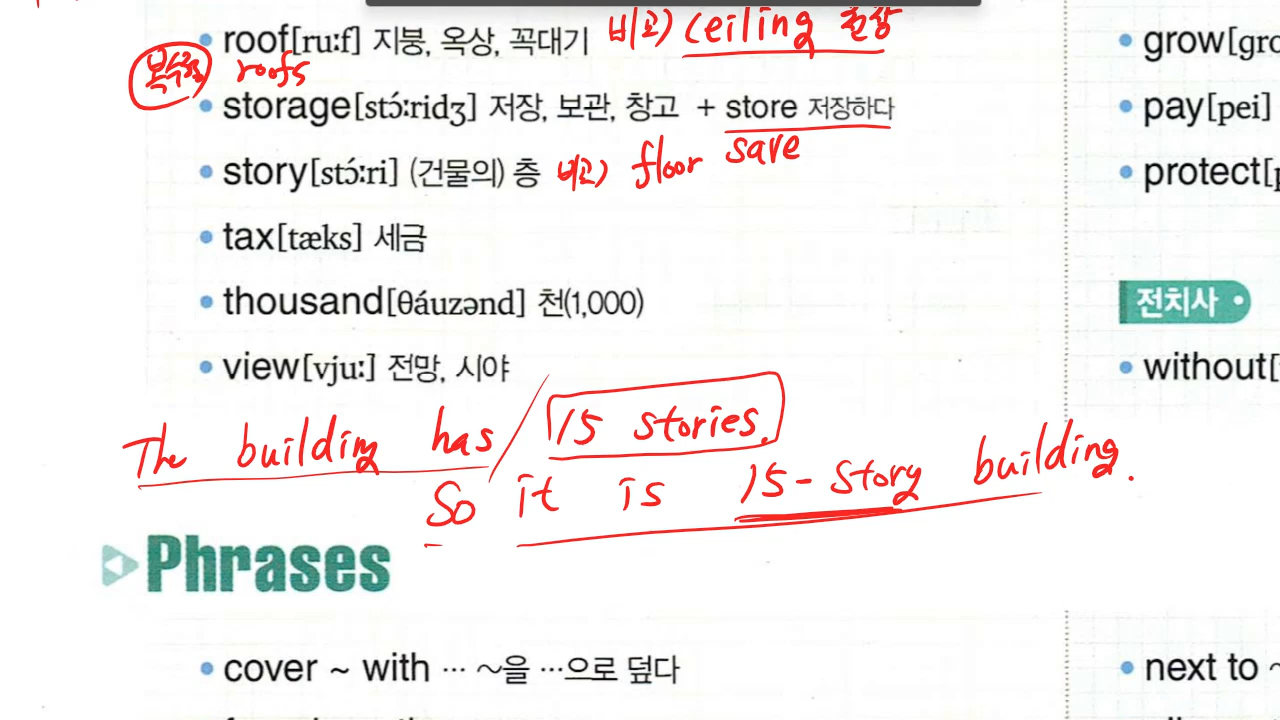 roof[ruːf] 지붕, 옥상, 꼭대기 비교) ceiling 천장
복수형 roofs
storage[stɔ́ːridʒ] 저장, 보관, 창고 + store 저장하다
save
story[stɔ́ːri] (건물의) 층 비교) floor
tax[tæks] 세금
thousand[θáuzənd] 천(1,000)
view[vjuː] 전망, 시야
The building has / 15 stories.
So it is 15-story building.
Phrases
cover ~ with ··· ~을 ···으로 덮다
pay[pei]
전치사
without[
next to ~